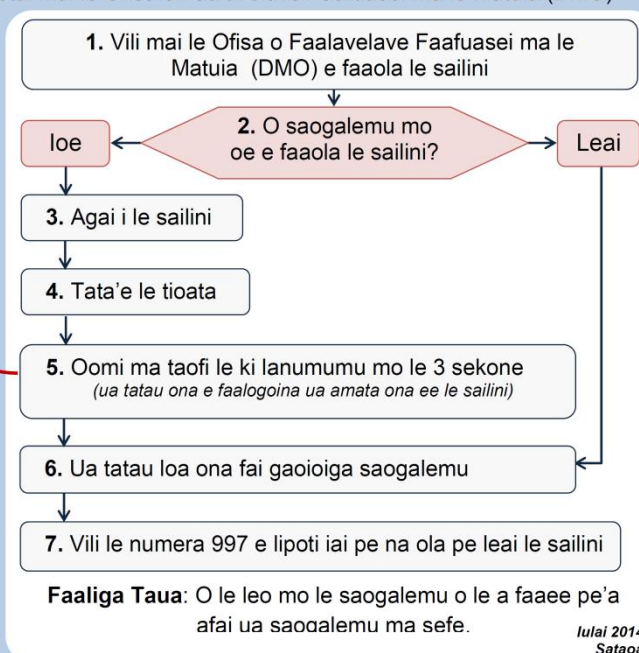 1. Vili mai le Ofisa o Faalavelave Faafuasei ma le
Matuia (DMO) e faaola le sailini
2. O saogalemu mo
oe e faaola le sailini?
Ioe
Leai
3. Agai i le sailini
4. Tata'e le tioata
5. Oomi ma taofi le ki lanumumu mo le 3 sekone
(ua tatau ona e faalogoina ua amata ona ee le sailini)
6. Ua tatau loa ona fai gaoioiga saogalemu
7. Vili le numera 997 e lipoti iai pe na ola pe leai le sailini
Faaliga Taua: O le leo mo le saogalemu o le a faaee pe'a
afai ua saogalemu ma sefe.
Iulai 2014